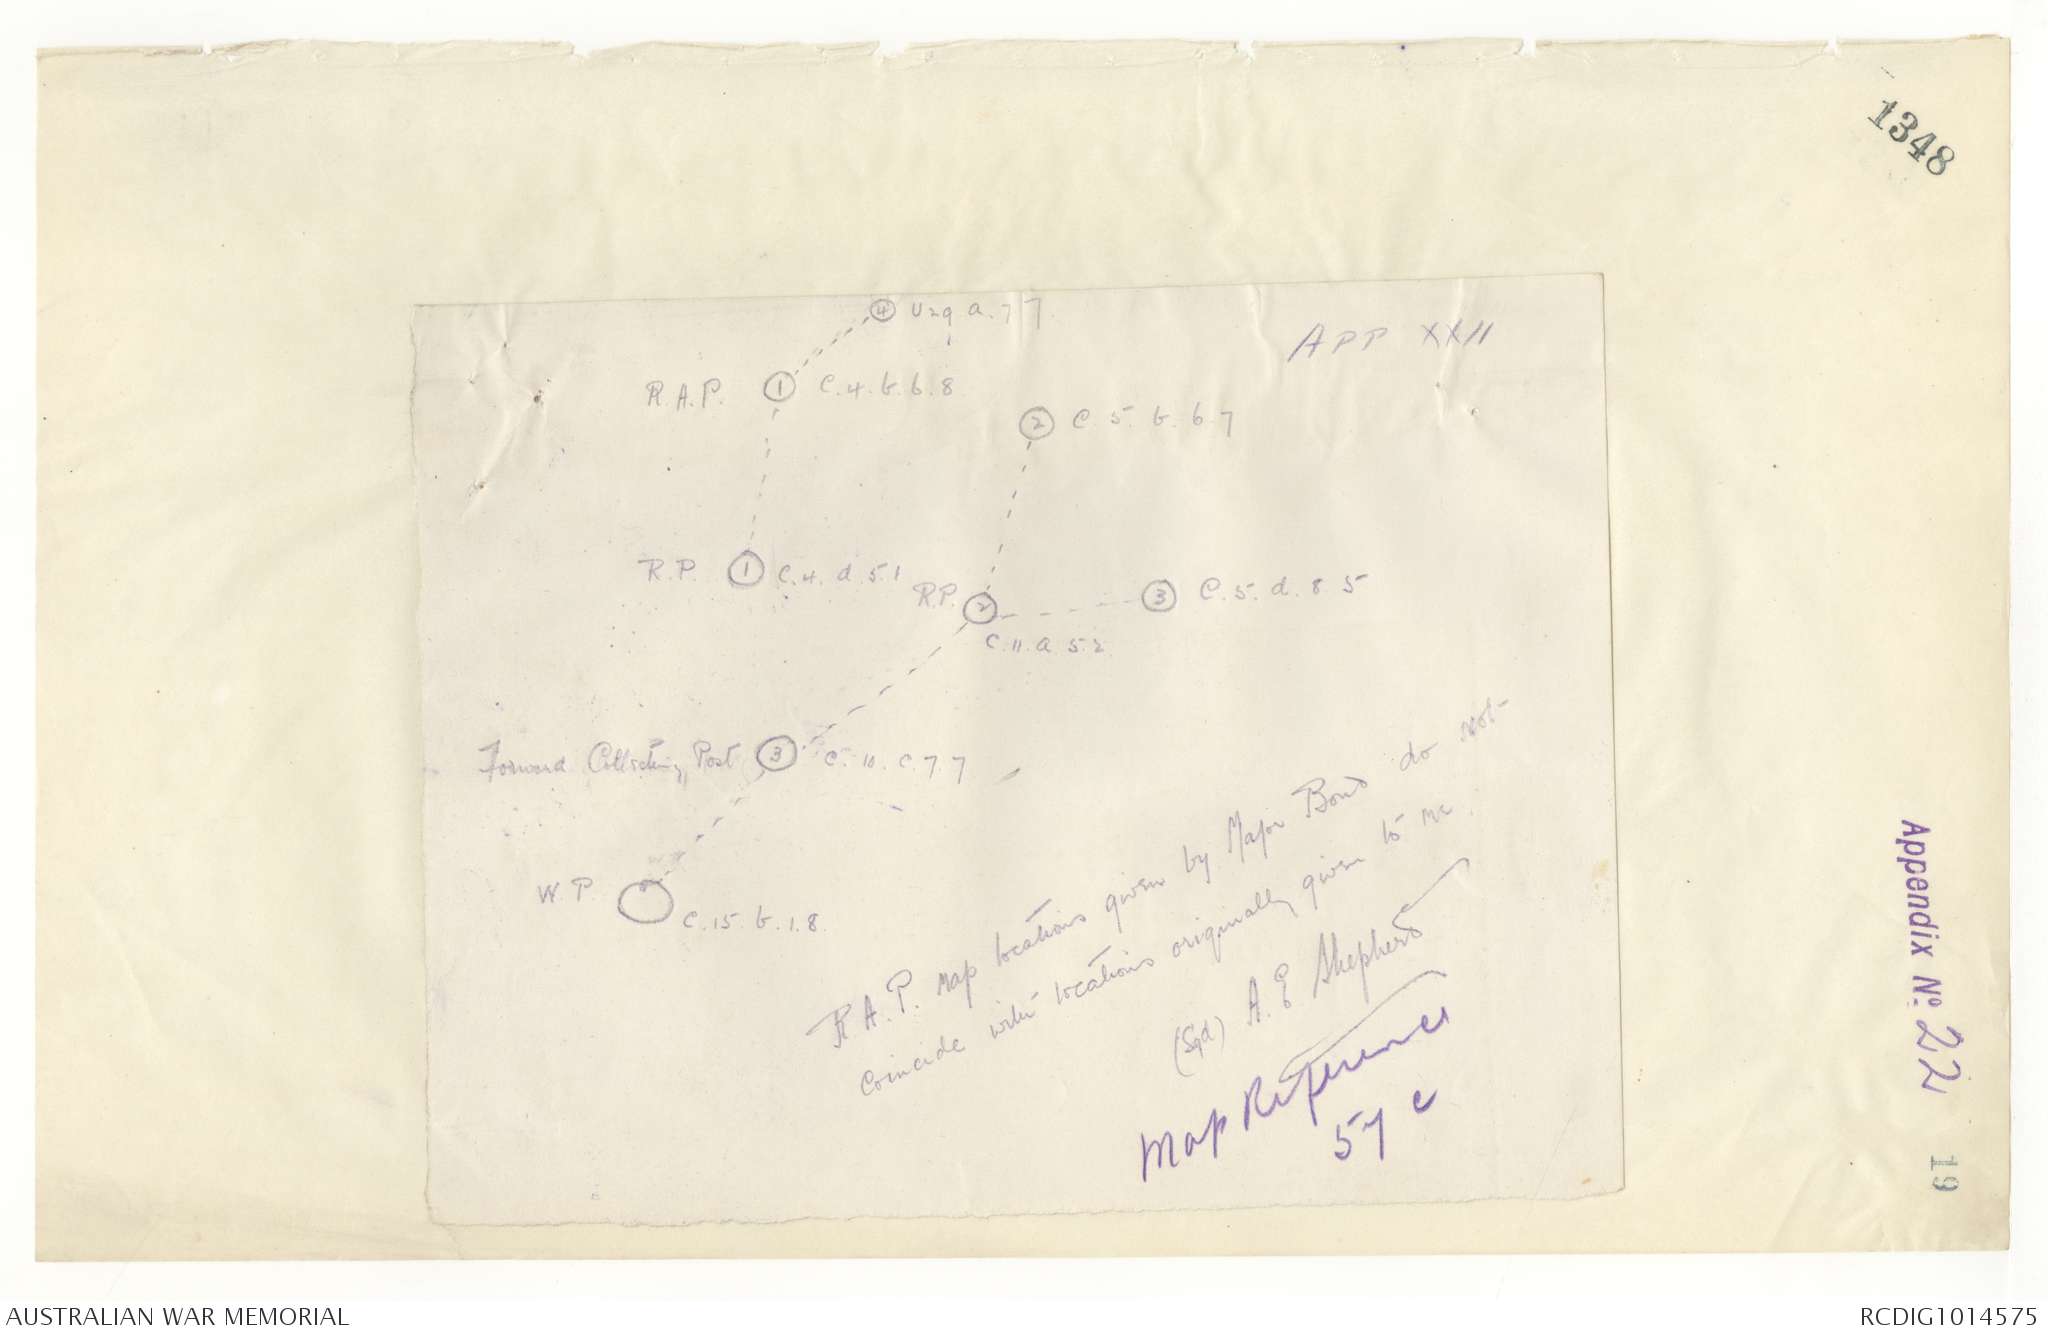 1348
④ U29 a. 7 7.
APP XXII
R.A.P. ① C.4.b.6.8
② C. 5. b. 6. 7
R.P. ① C.4. d. 5.1
R.P. ② C.11.a.5.2.
③ C. 5. d. 8 5
Forward Collecting Post ③ C. 10. c. 7. 7
W.P. C.15. b. 1.8.
R.A.P. map locations given by Major Bond do not
coincide with locations originally given to me.
(Sgd) A.E Shepherd
Map References
57 c
Appendix No. 22
19
AUSTRALIAN WAR MEMORIAL
RCDIG1014575